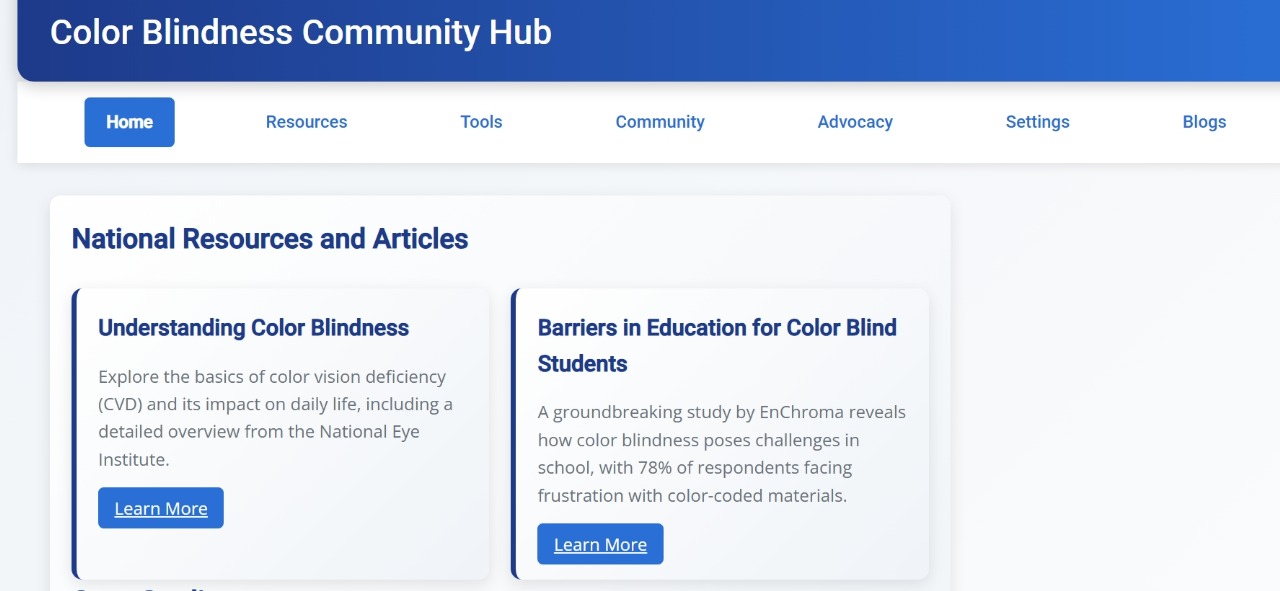 Color Blindness Community Hub
Home Resources Tools Community Advocacy Settings Blogs
National Resources and Articles
Understanding Color Blindness
Explore the basics of color vision deficiency
(CVD) and its impact on daily life, including a
detailed overview from the National Eye
Institute.
Learn More
Barriers in Education for Color Blind
Students
A groundbreaking study by EnChroma reveals
how color blindness poses challenges in
school, with 78% of respondents facing
frustration with color-coded materials.
Learn More